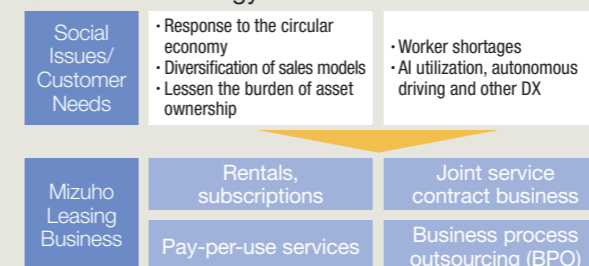 Social
Issues/
Customer
Needs
・Response to the circular
economy
・Diversification of sales models
・Lessen the burden of asset
ownership
・Worker shortages
・AI utilization, autonomous
driving and other DX
Mizuho
Leasing
Business
Rentals,
subscriptions
Joint service
contract business
Pay-per-use services
Business process
outsourcing (BPO)